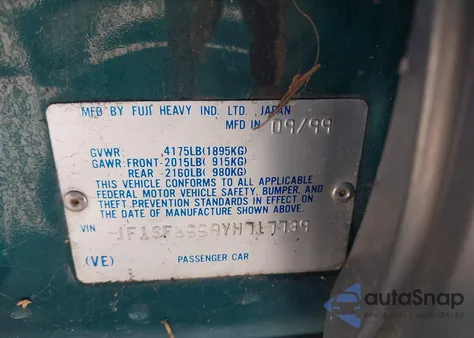 MFD BY FUJI HEAVY IND. LTD., JAPAN
MFD IN 09/99
GVWR: 4175LB(1895KG)
GAWR: FRONT-2015LB( 915KG)
REAR -2160LB( 980KG)
THIS VEHICLE CONFORMS TO ALL APPLICABLE
FEDERAL MOTOR VEHICLE SAFETY, BUMPER, AND
THEFT PREVENTION STANDARDS IN EFFECT ON
THE DATE OF MANUFACTURE SHOWN ABOVE.
VIN
(VE) PASSENGER CAR
autoSnap